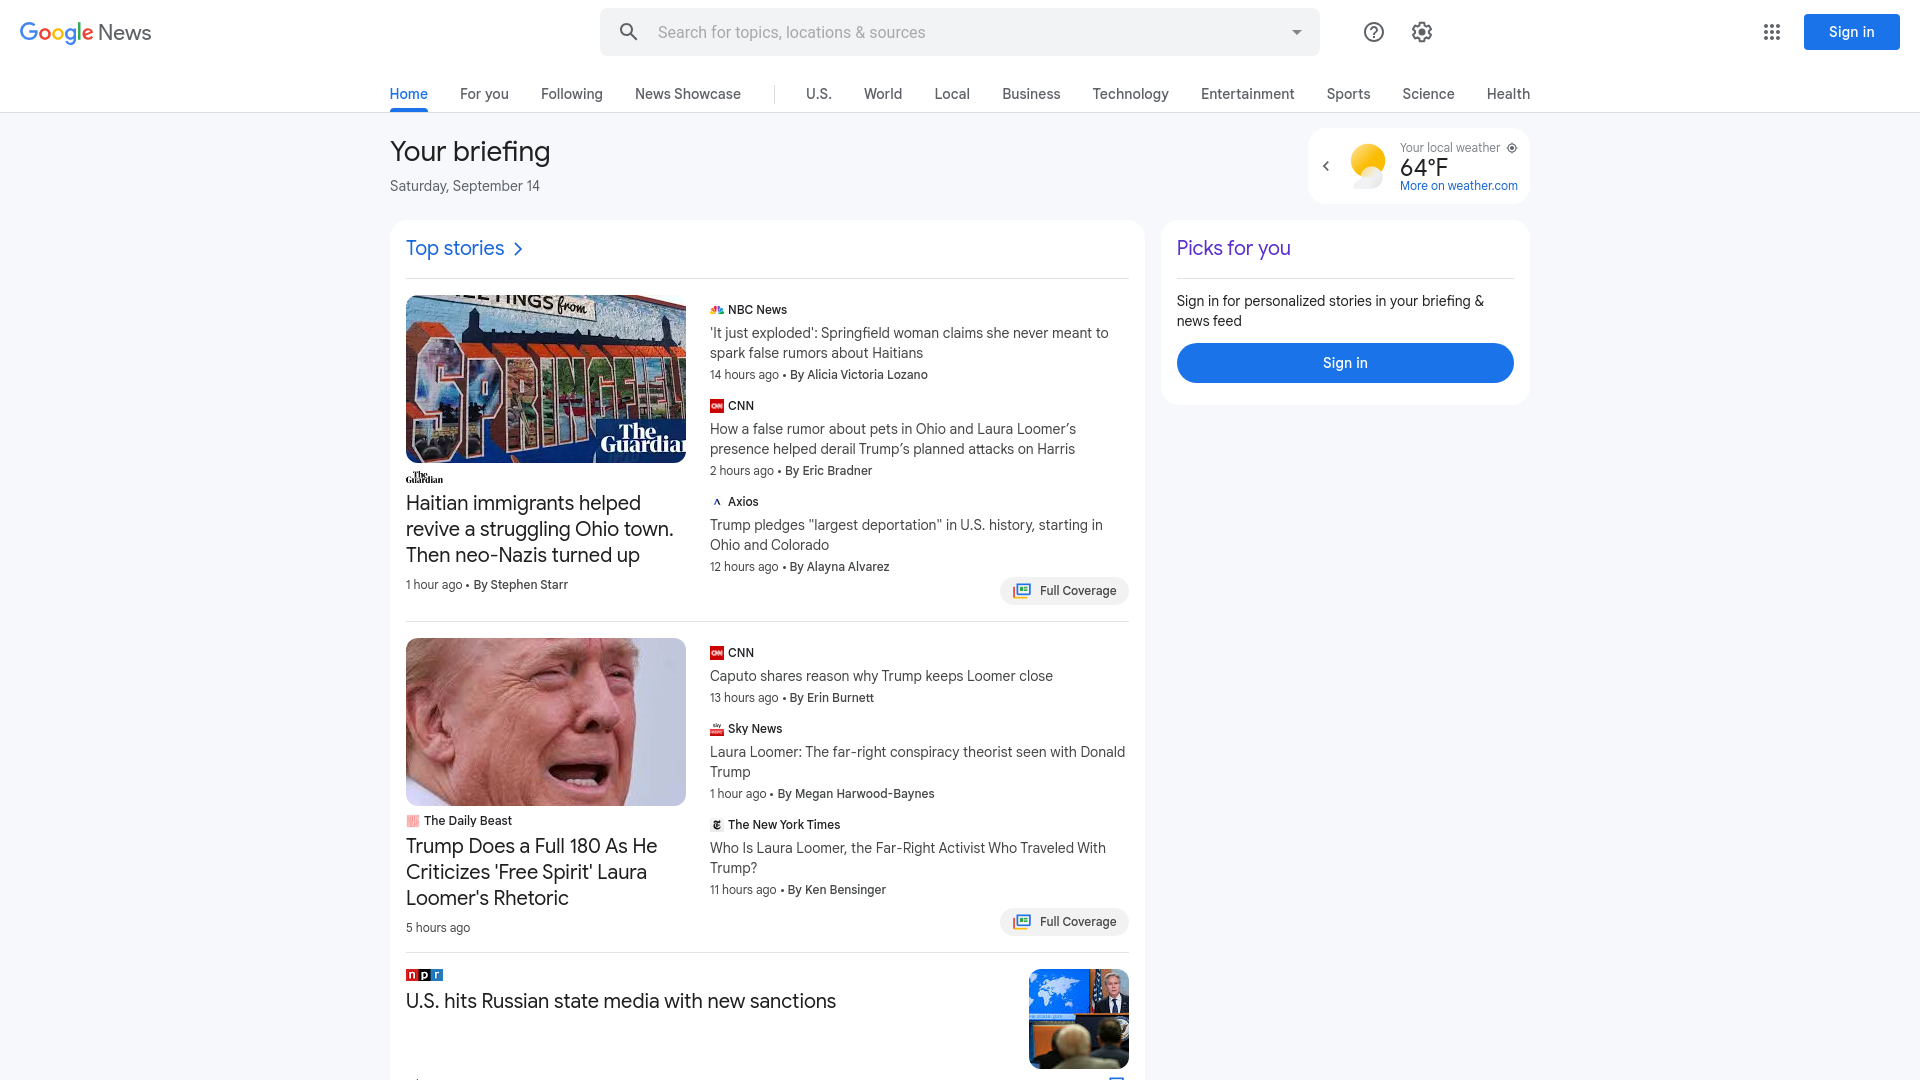 Google News
Search for topics, locations & sources
Sign in
Home
For you
Following
News Showcase
U.S.
World
Local
Business
Technology
Entertainment
Sports
Science
Health
Your briefing
Saturday, September 14
Your local weather
64°F
More on weather.com
Top stories
GREETINGS from
SPRINGFIELD
The
Guardian
The
Guardian
Haitian immigrants helped
revive a struggling Ohio town.
Then neo-Nazis turned up
1 hour ago • By Stephen Starr
NBC News
'It just exploded': Springfield woman claims she never meant to
spark false rumors about Haitians
14 hours ago • By Alicia Victoria Lozano
CNN
How a false rumor about pets in Ohio and Laura Loomer’s
presence helped derail Trump’s planned attacks on Harris
2 hours ago • By Eric Bradner
Axios
Trump pledges "largest deportation" in U.S. history, starting in
Ohio and Colorado
12 hours ago • By Alayna Alvarez
Full Coverage
The Daily Beast
Trump Does a Full 180 As He
Criticizes 'Free Spirit' Laura
Loomer's Rhetoric
5 hours ago
CNN
Caputo shares reason why Trump keeps Loomer close
13 hours ago • By Erin Burnett
Sky News
Laura Loomer: The far-right conspiracy theorist seen with Donald
Trump
1 hour ago • By Megan Harwood-Baynes
The New York Times
Who Is Laura Loomer, the Far-Right Activist Who Traveled With
Trump?
11 hours ago • By Ken Bensinger
Full Coverage
npr
U.S. hits Russian state media with new sanctions
Picks for you
Sign in for personalized stories in your briefing &
news feed
Sign in